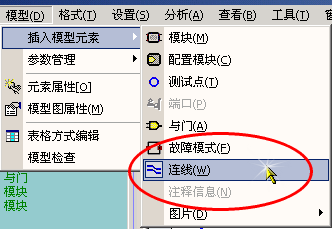 模型(D) 格式(T) 设置(S) 分析(A) 查看(B) 工具(T)
插入模型元素
参数管理
元素属性[O]
模型图属性(M)
表格方式编辑
模型检查
模块(M)
配置模块(C)
测试点(T)
端口(P)
与门(A)
故障模式(F)
连线(W)
注释信息(N)
图片(D)
与门
模块
模块